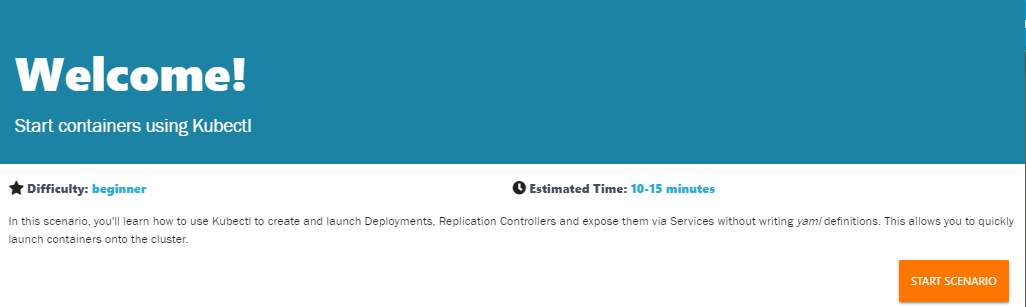 Welcome!
Start containers using Kubectl
Difficulty: beginner
Estimated Time: 10-15 minutes
In this scenario, you'll learn how to use Kubectl to create and launch Deployments, Replication Controllers and expose them via Services without writing yaml definitions. This allows you to quickly
launch containers onto the cluster.
START SCENARIO